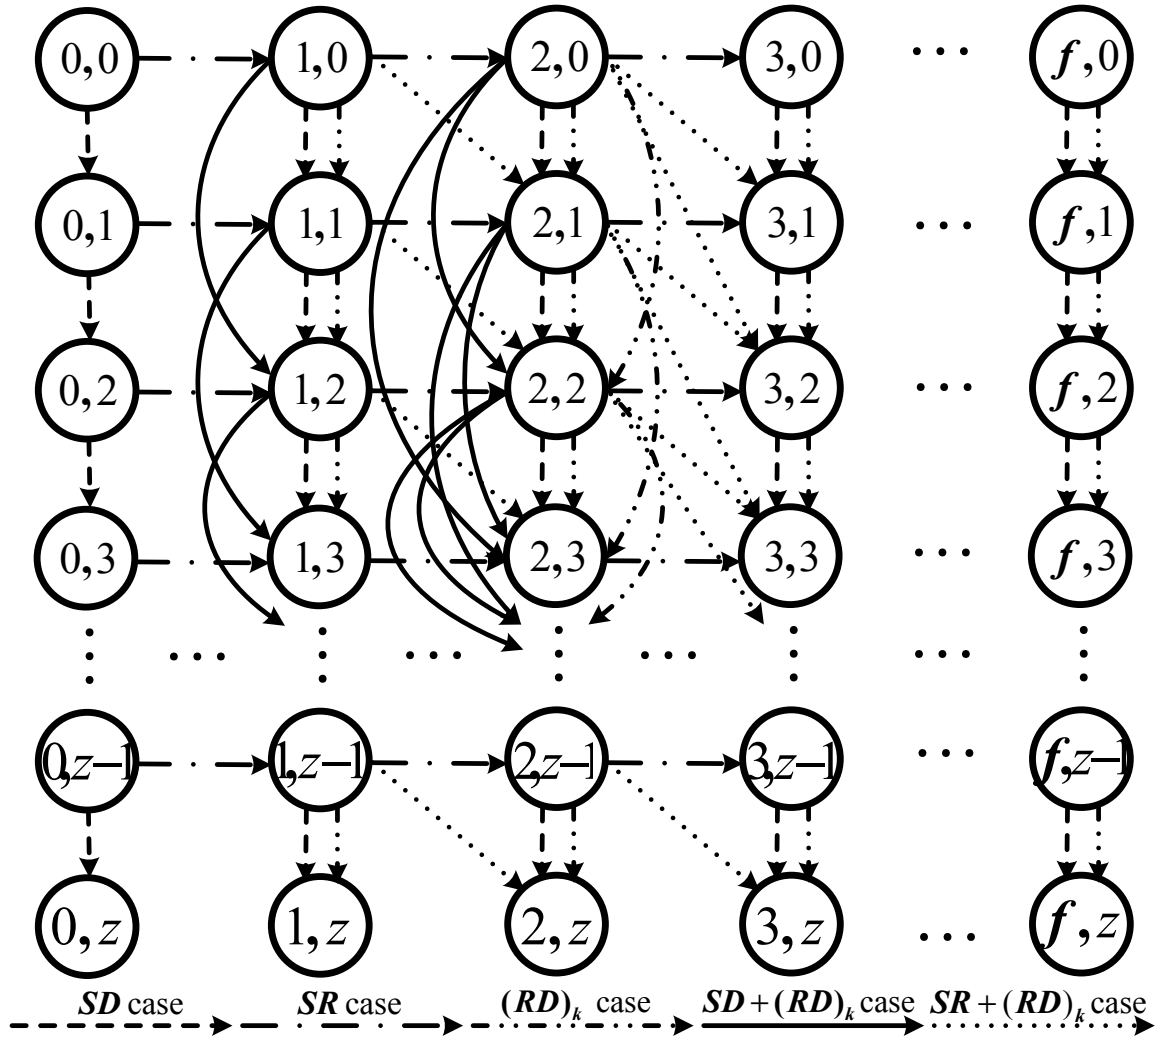 0,0 1,0 2,0 3,0 ··· f,0
0,1 1,1 2,1 3,1 ··· f,1
0,2 1,2 2,2 3,2 ··· f,2
0,3 1,3 2,3 3,3 ··· f,3
⋮ ··· ⋮ ··· ⋮ ··· ⋮ ··· ⋮
0,z−1 1,z−1 2,z−1 3,z−1 ··· f,z−1
0,z 1,z 2,z 3,z ··· f,z
SD case SR case (RD)ₖ case SD + (RD)ₖ case SR + (RD)ₖ case